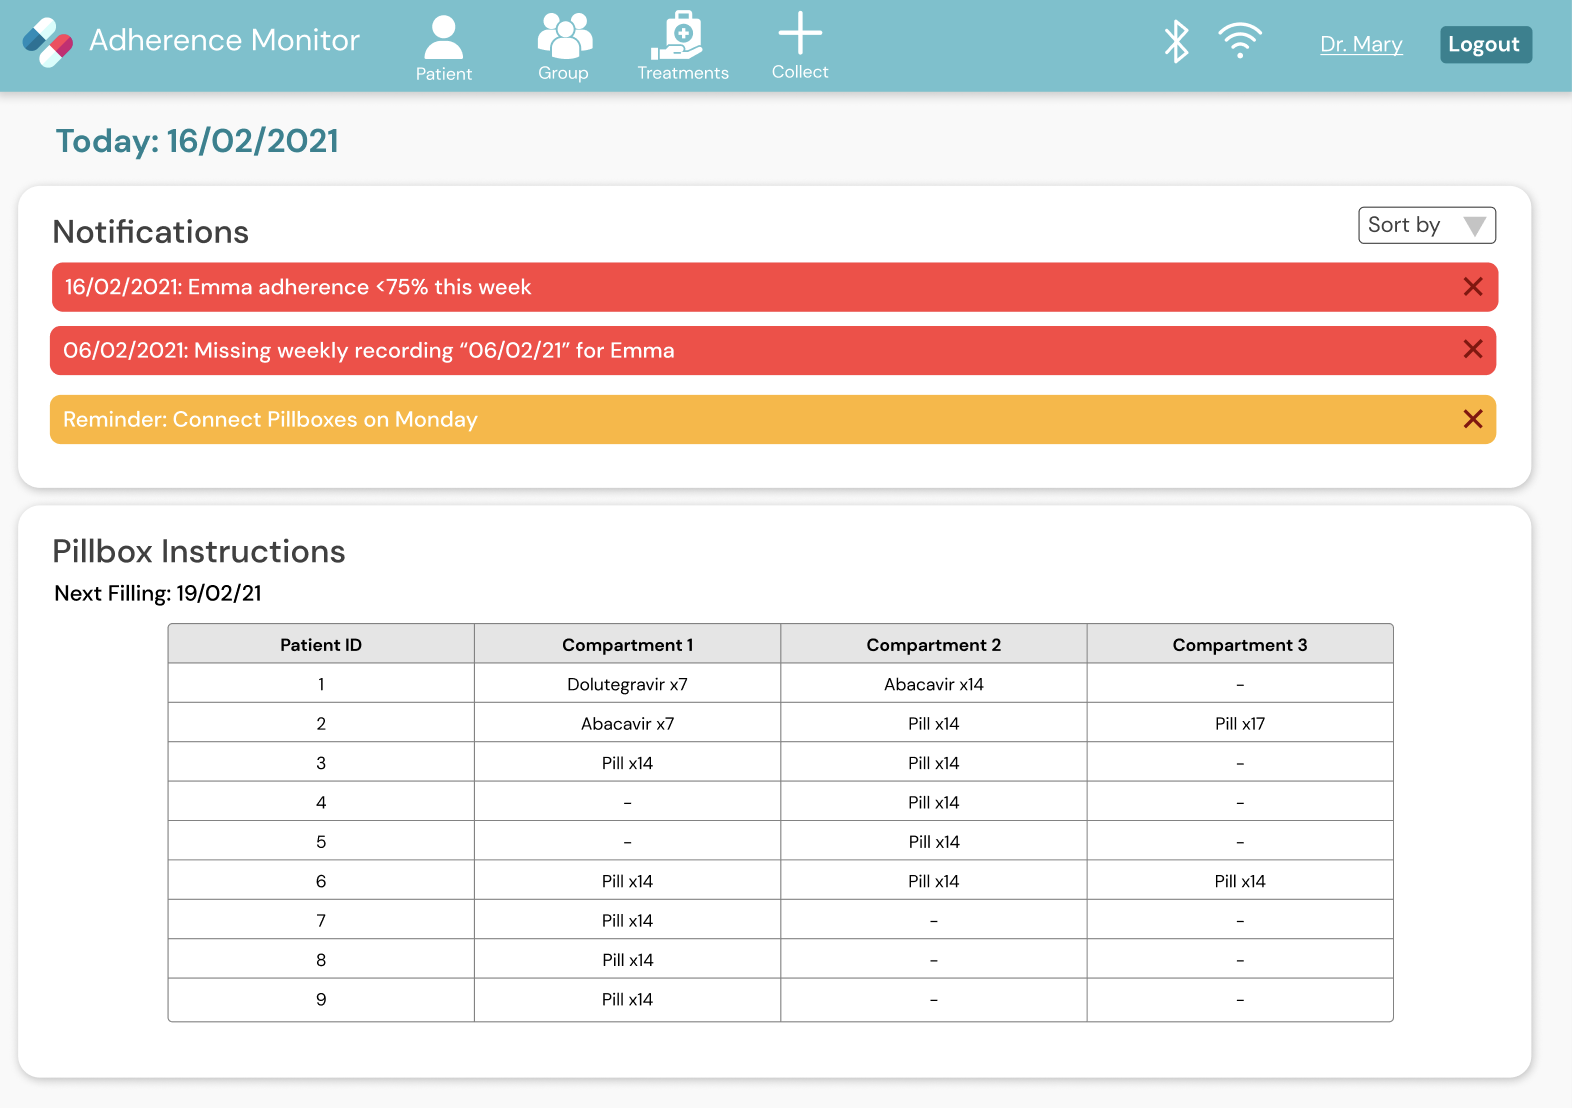 Adherence Monitor
Patient
Group
Treatments
Collect
Dr. Mary
Logout
Today: 16/02/2021
Notifications
Sort by
16/02/2021: Emma adherence <75% this week
06/02/2021: Missing weekly recording “06/02/21” for Emma
Reminder: Connect Pillboxes on Monday
Pillbox Instructions
Next Filling: 19/02/21
Patient ID Compartment 1 Compartment 2 Compartment 3
1 Dolutegravir x7 Abacavir x14 -
2 Abacavir x7 Pill x14 Pill x17
3 Pill x14 Pill x14 -
4 - Pill x14 -
5 - Pill x14 -
6 Pill x14 Pill x14 Pill x14
7 Pill x14 - -
8 Pill x14 - -
9 Pill x14 - -